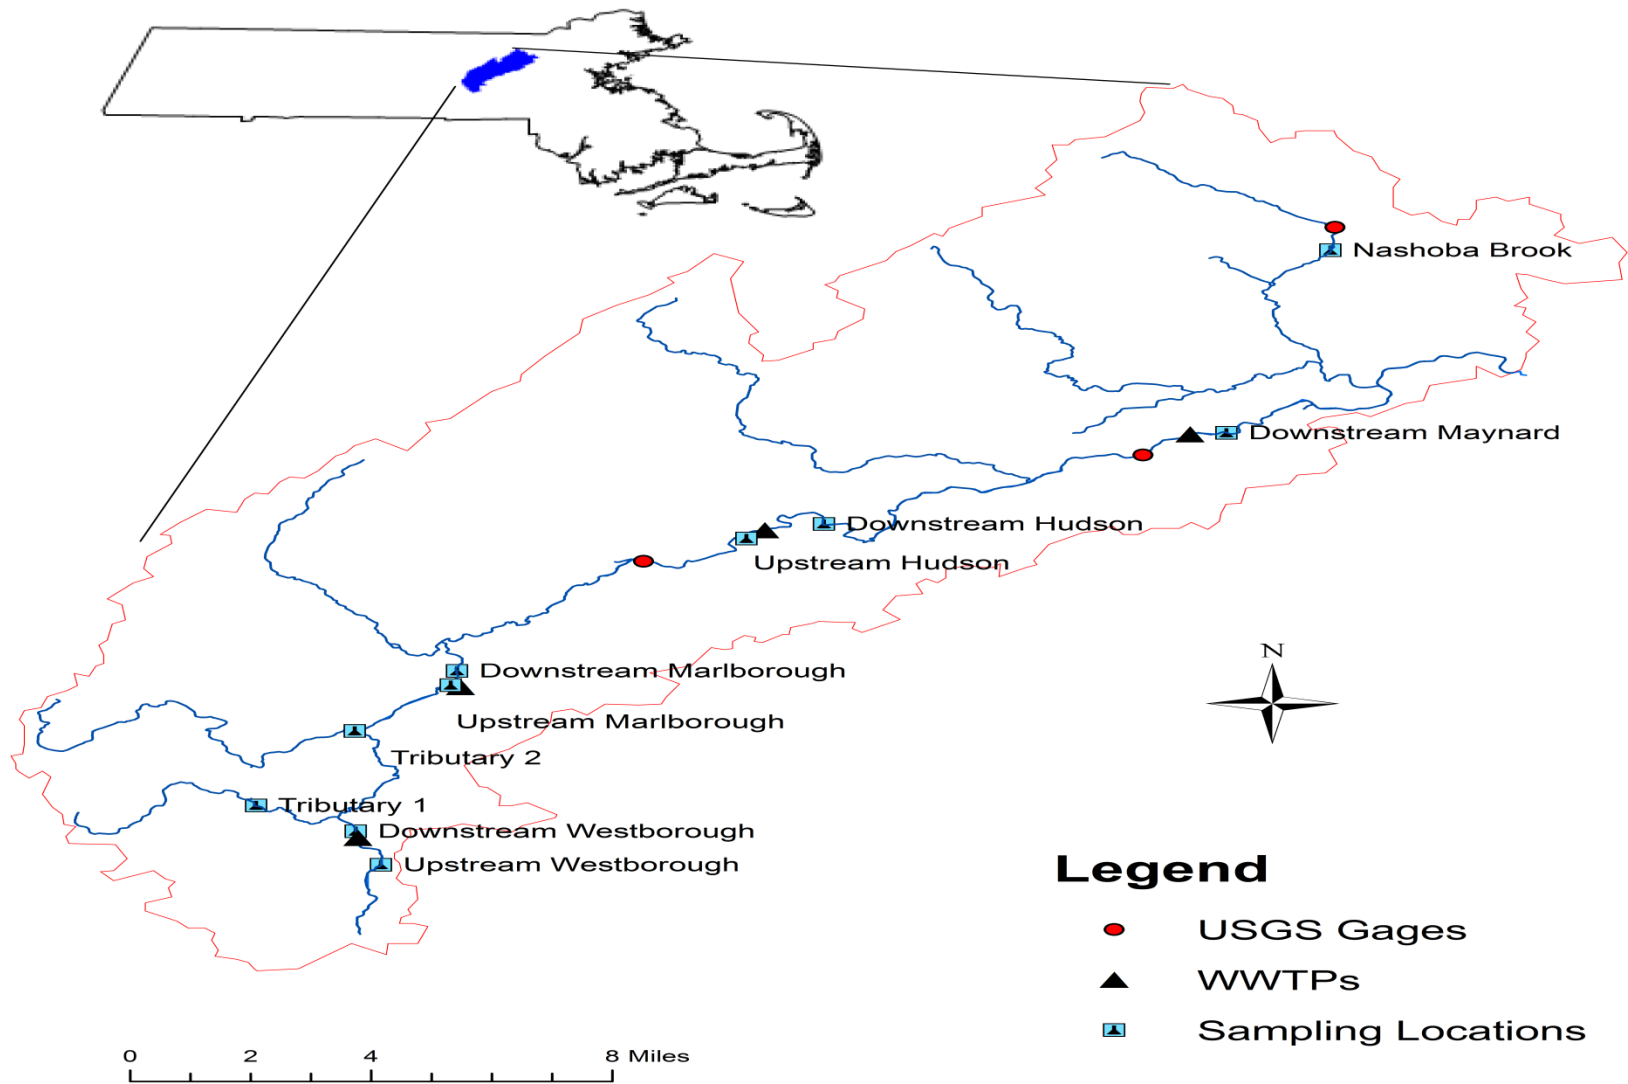 Nashoba Brook
Downstream Maynard
Downstream Hudson
Upstream Hudson
N
Downstream Marlborough
Upstream Marlborough
Tributary 2
Tributary 1
Downstream Westborough
Upstream Westborough
Legend
USGS Gages
WWTPs
Sampling Locations
0 2 4 8 Miles